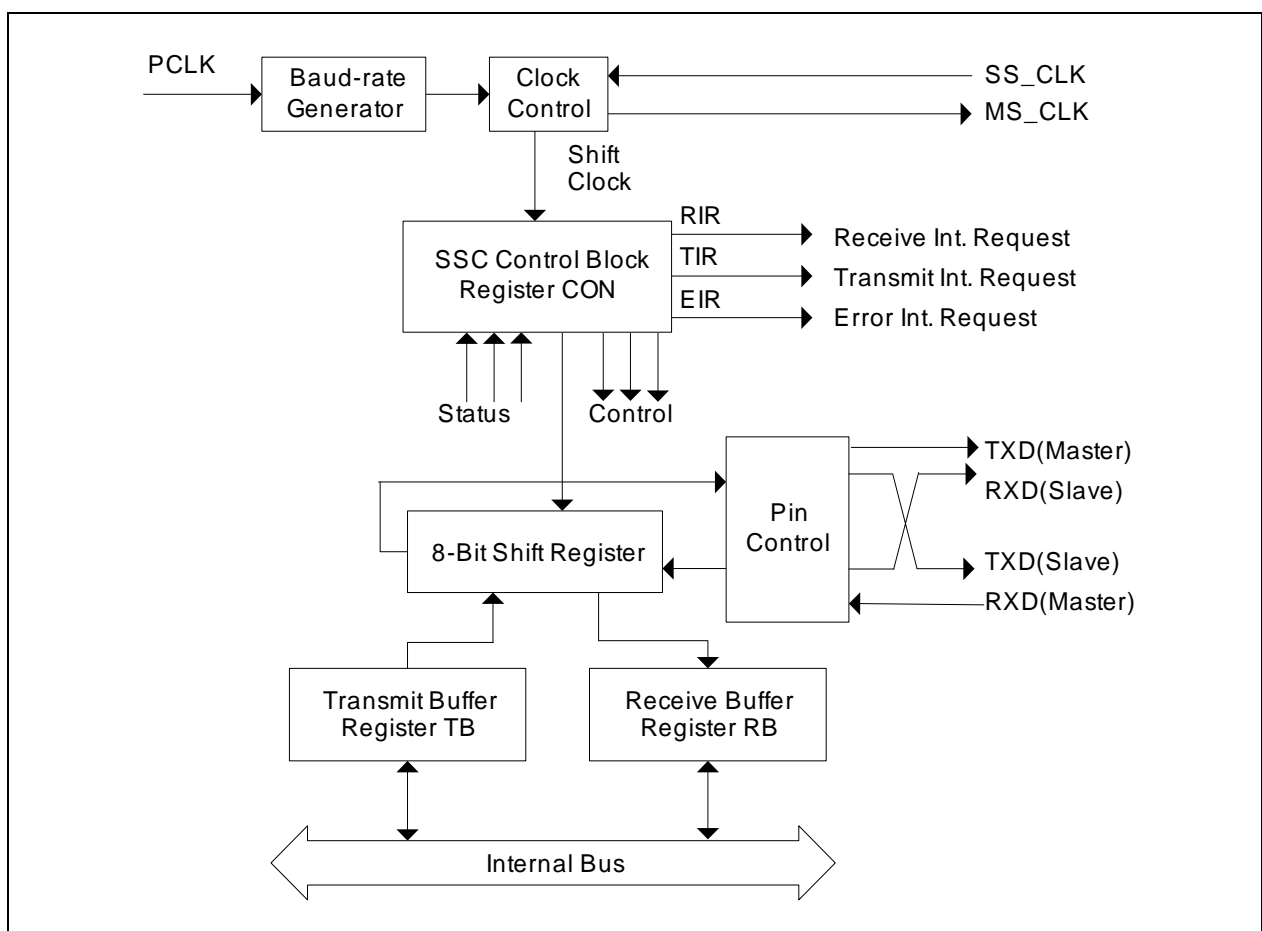 PCLK
Baud-rate
Generator
Clock
Control
SS_CLK
MS_CLK
Shift
Clock
SSC Control Block
Register CON
RIR
TIR
EIR
Receive Int. Request
Transmit Int. Request
Error Int. Request
Status
Control
8-Bit Shift Register
Pin
Control
TXD(Master)
RXD(Slave)
TXD(Slave)
RXD(Master)
Transmit Buffer
Register TB
Receive Buffer
Register RB
Internal Bus